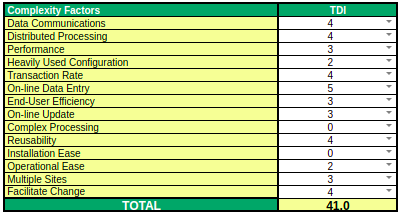 Complexity Factors TDI
Data Communications 4
Distributed Processing 4
Performance 3
Heavily Used Configuration 2
Transaction Rate 4
On-line Data Entry 5
End-User Efficiency 3
On-line Update 3
Complex Processing 0
Reusability 4
Installation Ease 0
Operational Ease 2
Multiple Sites 3
Facilitate Change 4
TOTAL 41.0